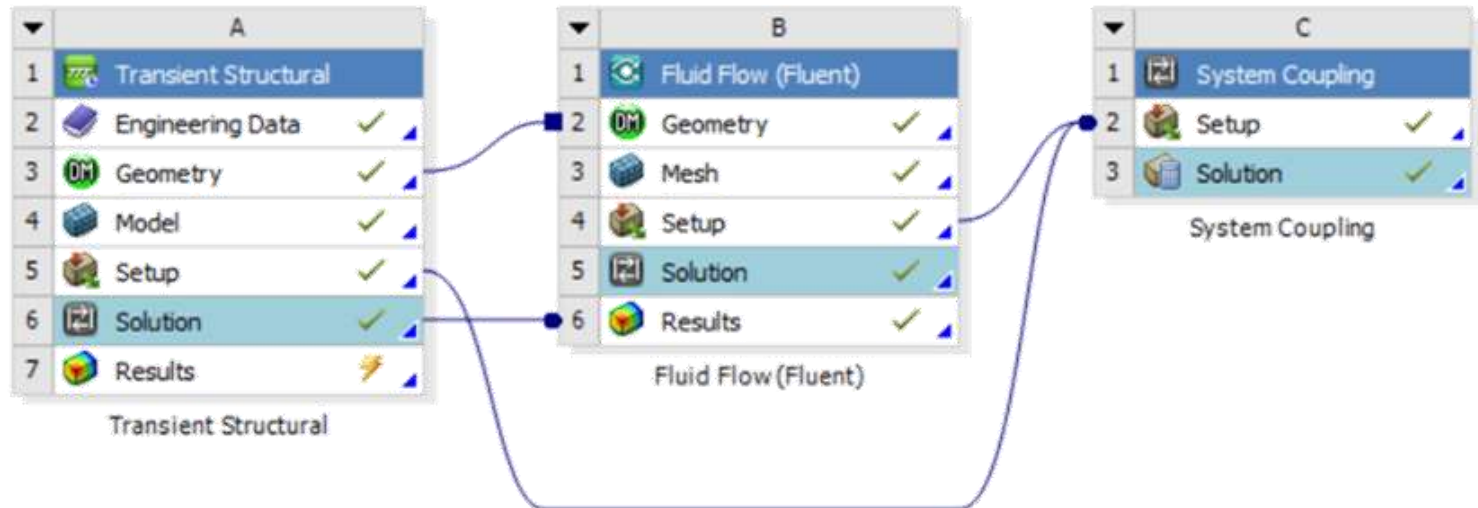 A
1 Transient Structural
2 Engineering Data
3 DM Geometry
4 Model
5 Setup
6 Solution
7 Results
Transient Structural
B
1 Fluid Flow (Fluent)
2 DM Geometry
3 Mesh
4 Setup
5 Solution
6 Results
Fluid Flow (Fluent)
C
1 System Coupling
2 Setup
3 Solution
System Coupling